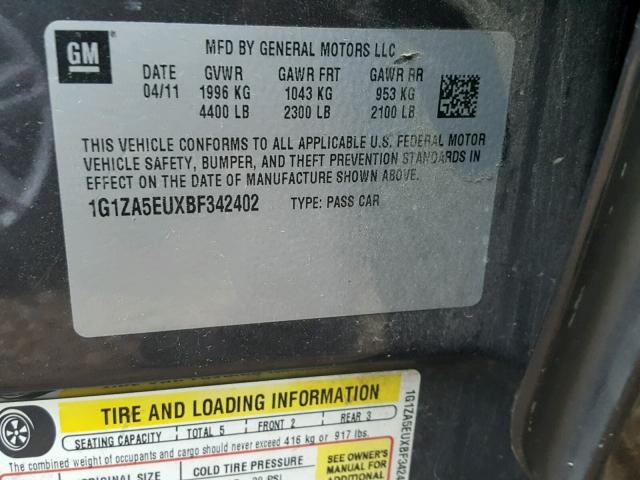 GM
MFD BY GENERAL MOTORS LLC
DATE GVWR GAWR FRT GAWR RR
04/11 1996 KG 1043 KG 953 KG
4400 LB 2300 LB 2100 LB
THIS VEHICLE CONFORMS TO ALL APPLICABLE U.S. FEDERAL MOTOR
VEHICLE SAFETY, BUMPER, AND THEFT PREVENTION STANDARDS IN
EFFECT ON THE DATE OF MANUFACTURE SHOWN ABOVE.
1G1ZA5EUXBF342402 TYPE: PASS CAR
TIRE AND LOADING INFORMATION
SEATING CAPACITY TOTAL 5 FRONT 2 REAR 3
The combined weight of occupants and cargo should never exceed 416 kg or 917 lbs.
SIZE COLD TIRE PRESSURE
PSI
SEE OWNER'S
MANUAL FOR
ADDITIONAL
1G1ZA5EUXBF3424